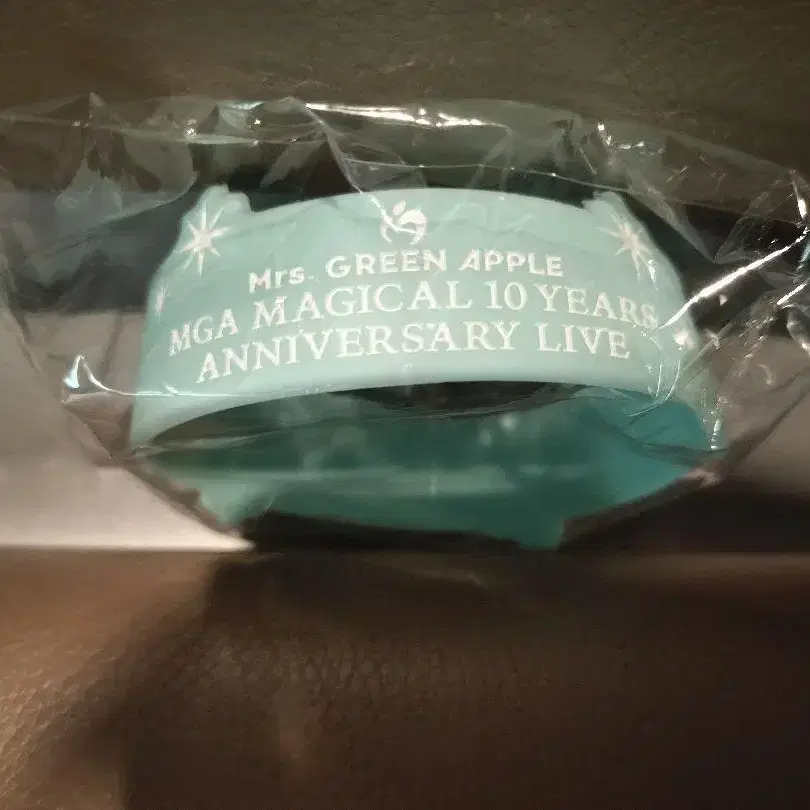 Mrs. GREEN APPLE
MGA MAGICAL 10 YEARS
ANNIVERSARY LIVE